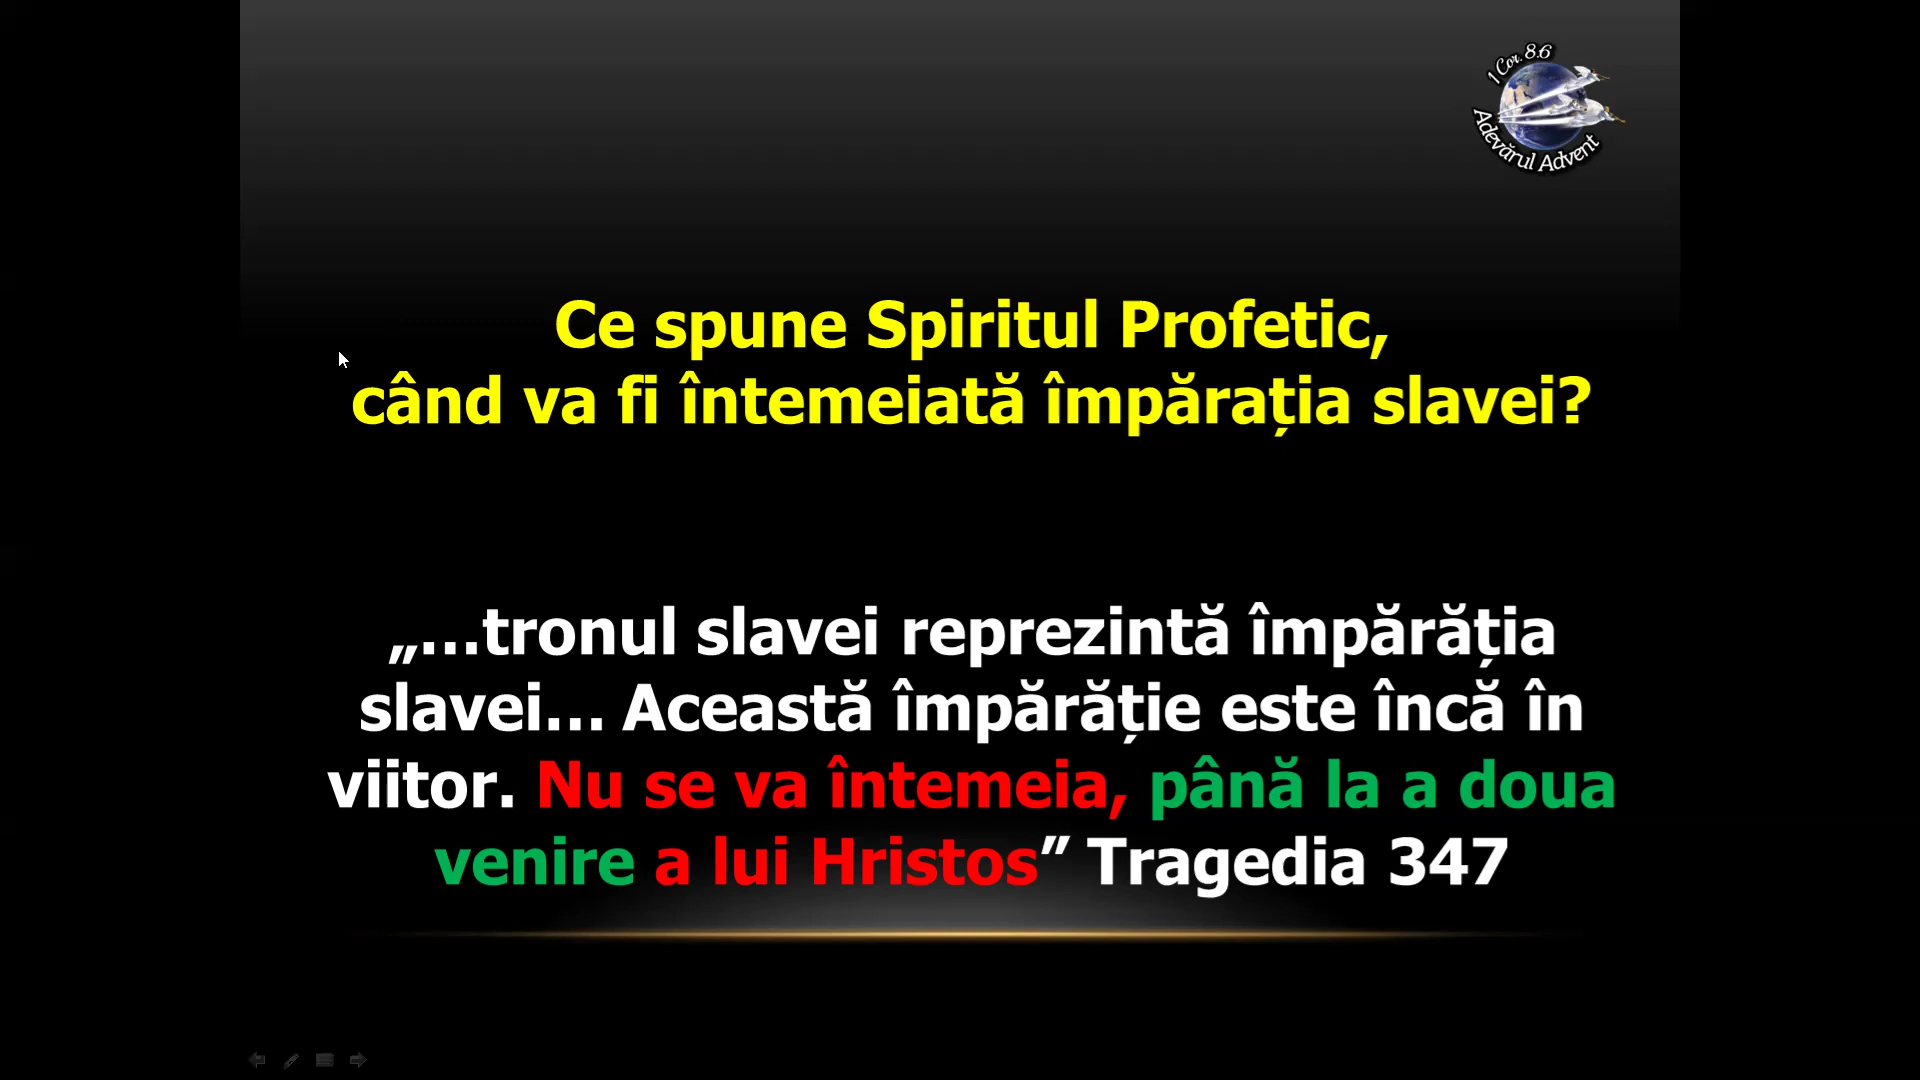 1 Cor. 8:6
Adevărul Advent
Ce spune Spiritul Profetic,
când va fi întemeiată împărația slavei?
„…tronul slavei reprezintă împărăția
slavei… Această împărăție este încă în
viitor. Nu se va întemeia, până la a doua
venire a lui Hristos” Tragedia 347